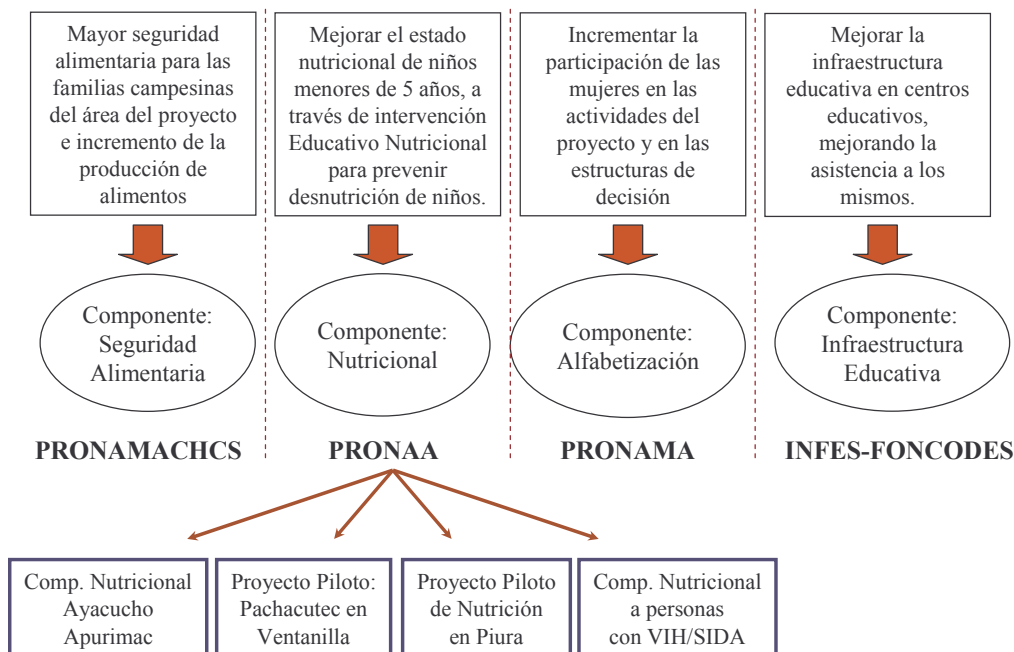 Mayor seguridad
alimentaria para las
familias campesinas
del área del proyecto
e incremento de la
producción de
alimentos
Mejorar el estado
nutricional de niños
menores de 5 años, a
través de intervención
Educativo Nutricional
para prevenir
desnutrición de niños.
Incrementar la
participación de las
mujeres en las
actividades del
proyecto y en las
estructuras de
decisión
Mejorar la
infraestructura
educativa en centros
educativos,
mejorando la
asistencia a los
mismos.
Componente:
Seguridad
Alimentaria
Componente:
Nutricional
Componente:
Alfabetización
Componente:
Infraestructura
Educativa
PRONAMACHCS
PRONAA
PRONAMA
INFES-FONCODES
Comp. Nutricional
Ayacucho
Apurimac
Proyecto Piloto:
Pachacutec en
Ventanilla
Proyecto Piloto
de Nutrición
en Piura
Comp. Nutricional
a personas
con VIH/SIDA